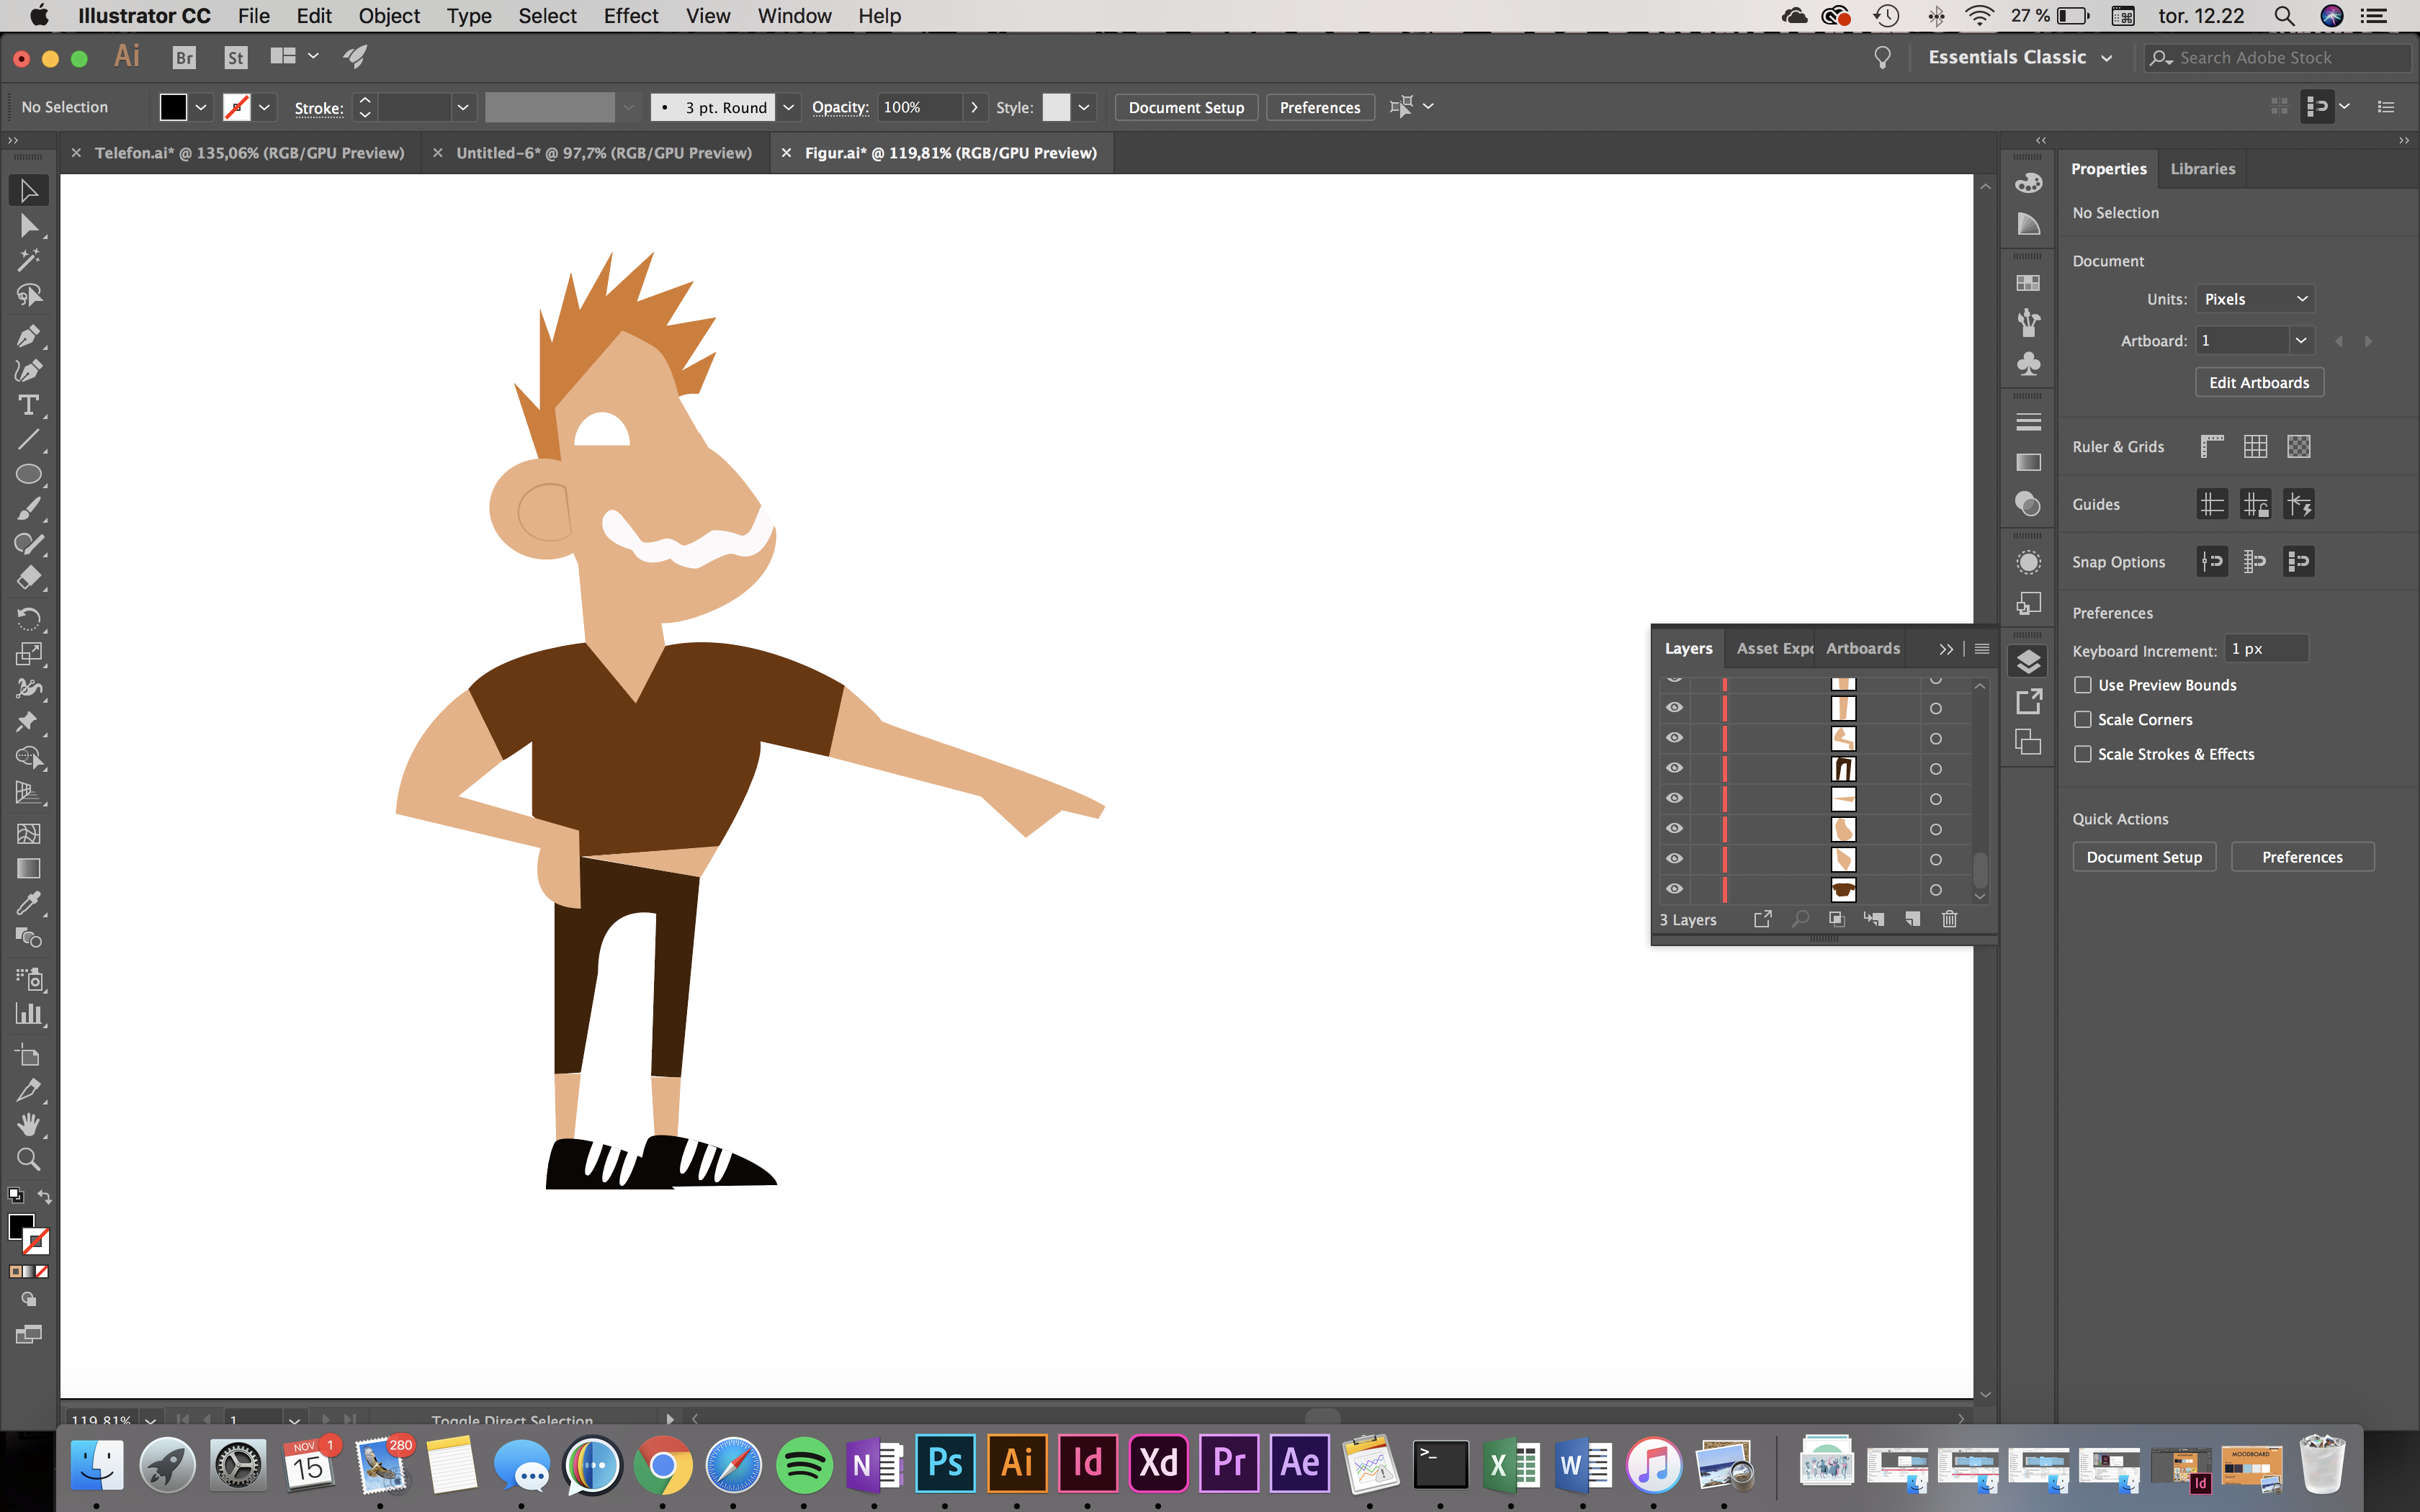 Illustrator CC File Edit Object Type Select Effect View Window Help 27 % tor. 12.22
Ai Br St Essentials Classic Search Adobe Stock
No Selection Stroke: 3 pt. Round Opacity: 100% Style: Document Setup Preferences
Telefon.ai* @ 135,06% (RGB/GPU Preview) Untitled-6* @ 97,7% (RGB/GPU Preview) Figur.ai* @ 119,81% (RGB/GPU Preview)
Properties Libraries
No Selection
Document
Units: Pixels
Artboard: 1
Edit Artboards
Ruler & Grids
Guides
Snap Options
Preferences
Keyboard Increment: 1 px
Use Preview Bounds
Scale Corners
Scale Strokes & Effects
Quick Actions
Document Setup Preferences
Layers Asset Expo Artboards
3 Layers
119,81% 1 Toggle Direct Selection
NOV 1
15
280
N
Ps Ai Id Xd Pr Ae
>_
X W
MOODBOARD
Id